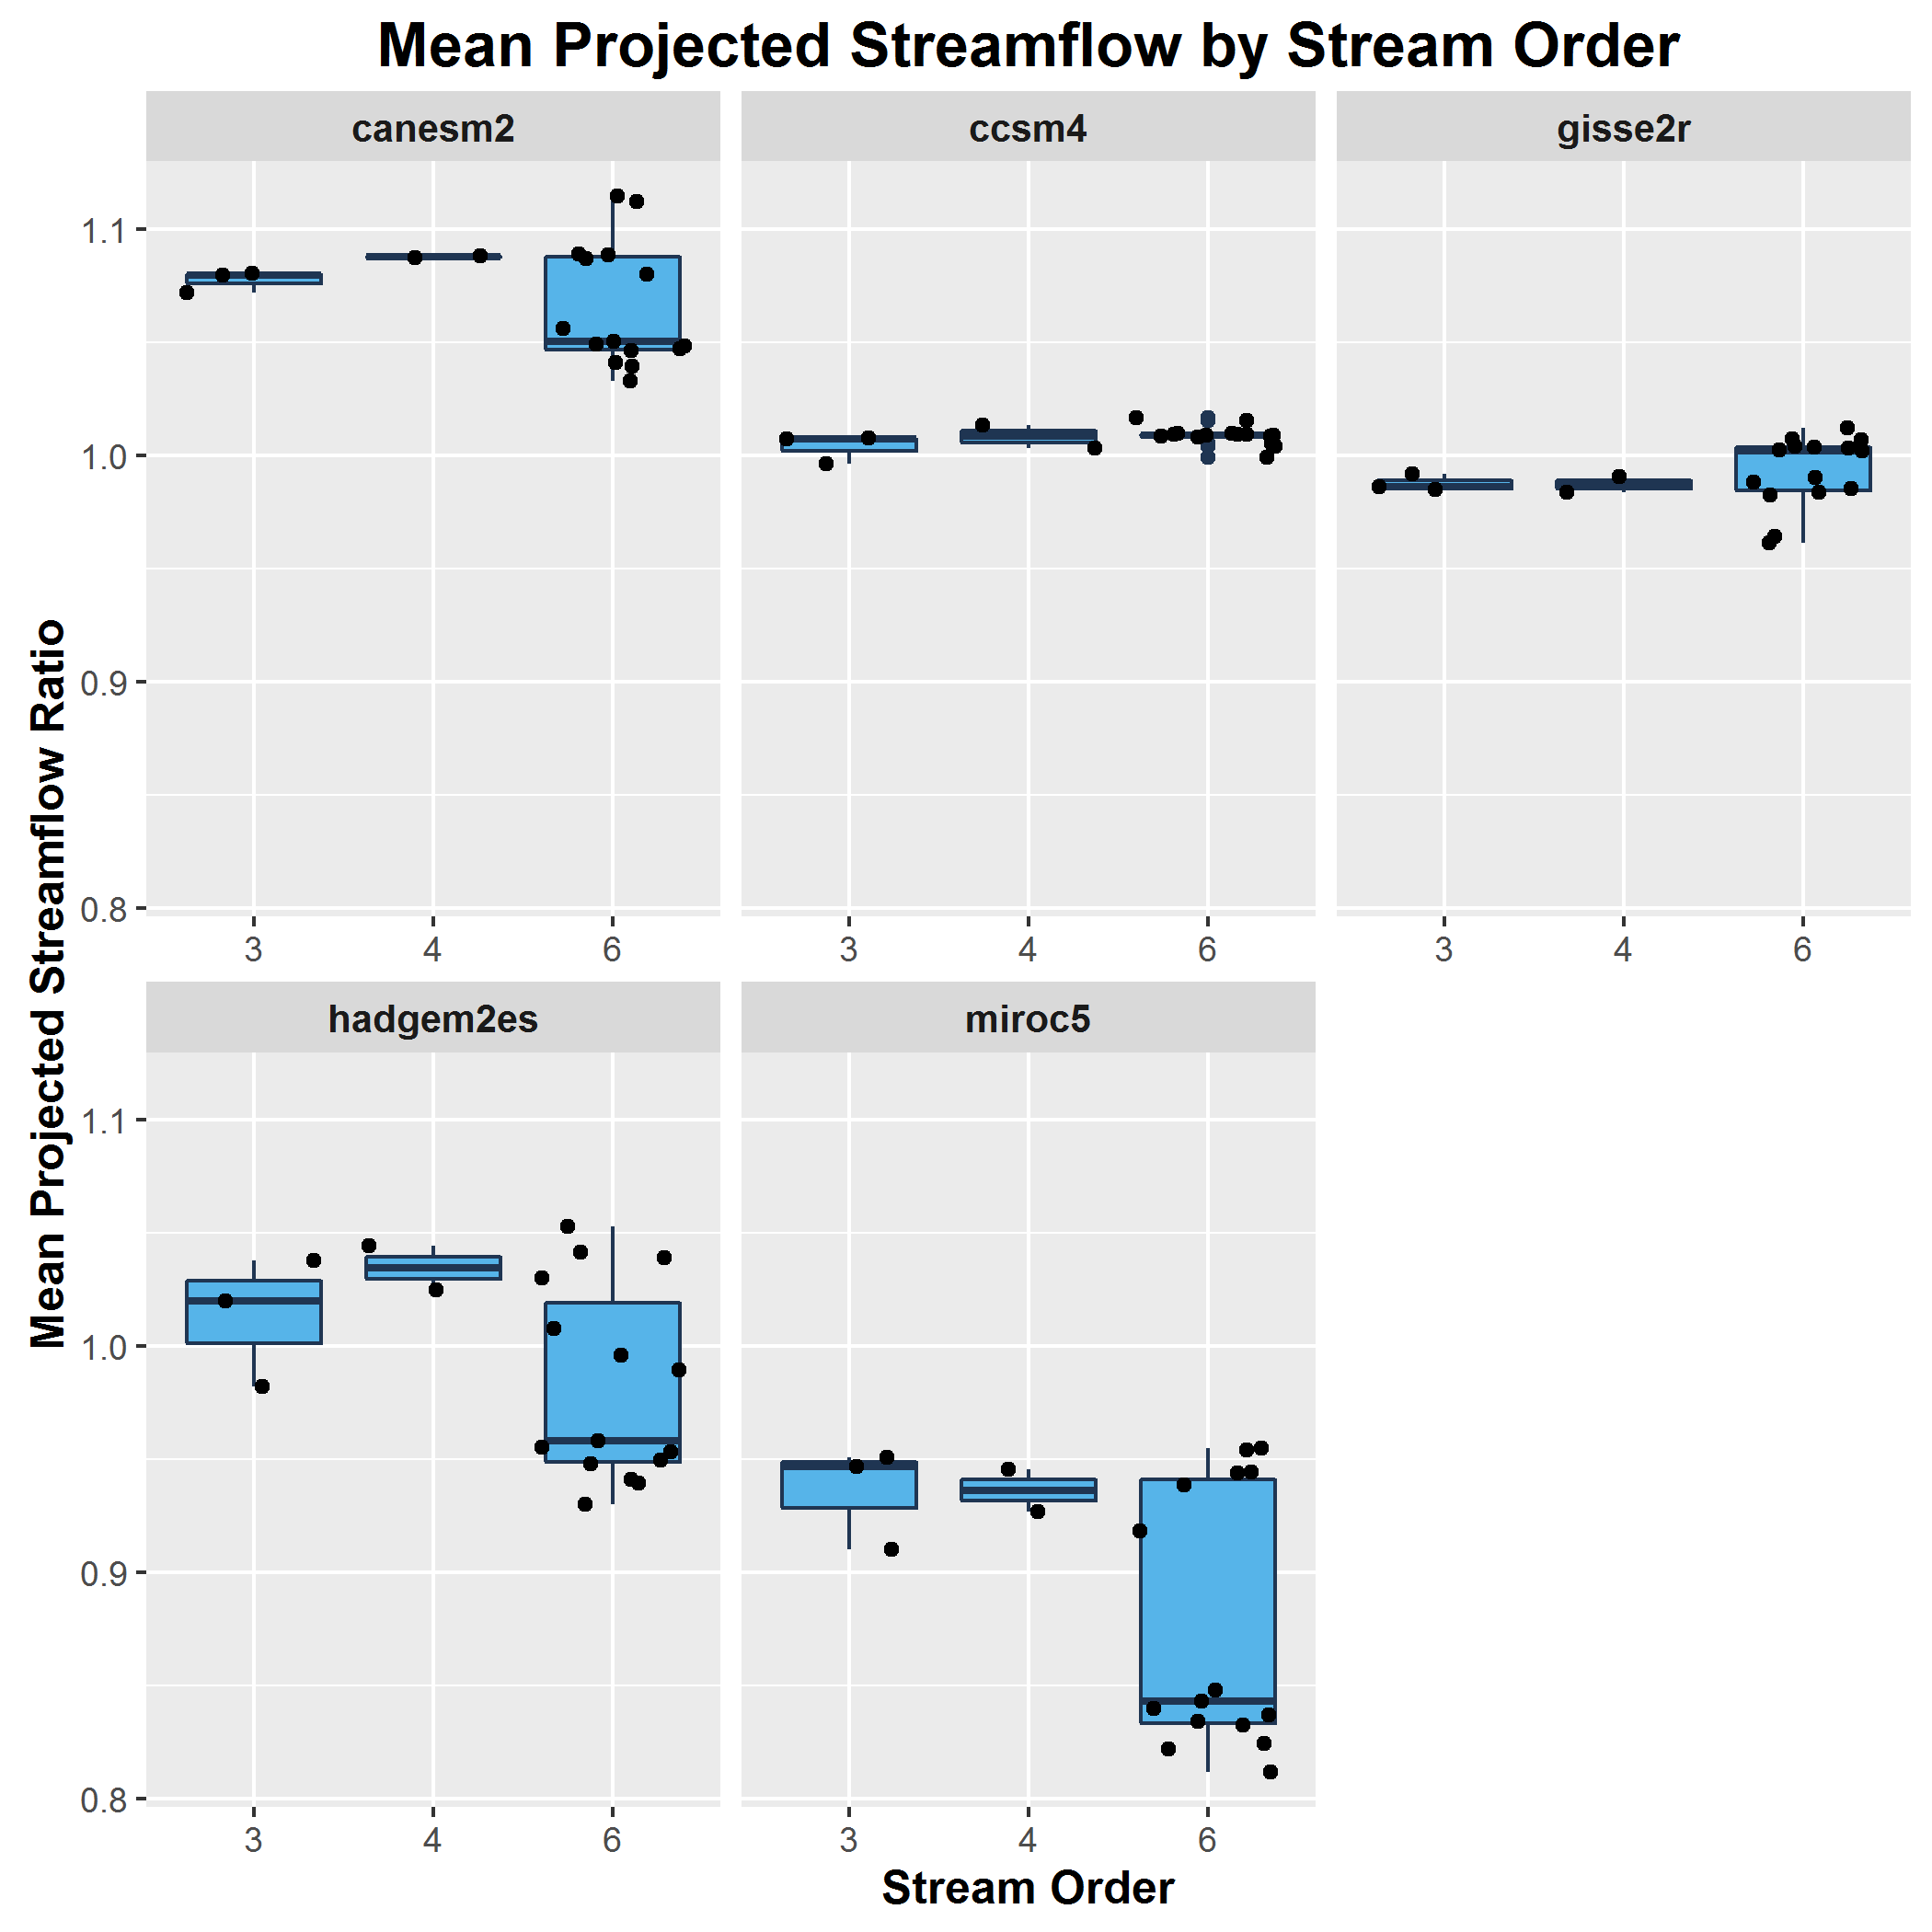 Mean Projected Streamflow by Stream Order
canesm2
ccsm4
gisse2r
1.1
1.0
0.9
0.8
3 4 6
3 4 6
3 4 6
Mean Projected Streamflow Ratio
hadgem2es
miroc5
1.1
1.0
0.9
0.8
3 4 6
3 4 6
Stream Order